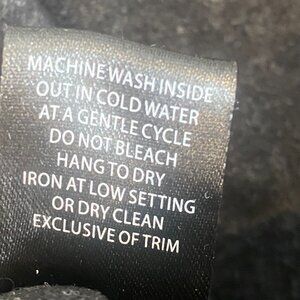 MACHINE WASH INSIDE
OUT IN COLD WATER
AT A GENTLE CYCLE
DO NOT BLEACH
HANG TO DRY
IRON AT LOW SETTING
OR DRY CLEAN
EXCLUSIVE OF TRIM